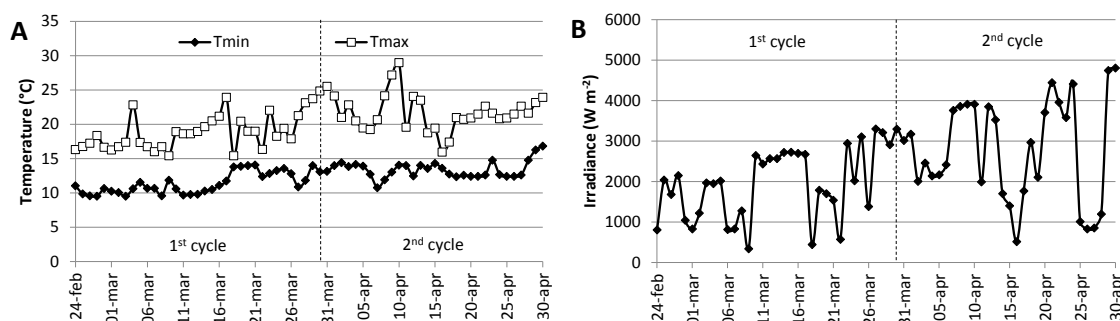 A
Temperature (°C)
35
30
25
20
15
10
5
0
Tmin
Tmax
1st cycle
2nd cycle
24-feb
01-mar
06-mar
11-mar
16-mar
21-mar
26-mar
31-mar
05-apr
10-apr
15-apr
20-apr
25-apr
30-apr
B
Irradiance (W m-2)
6000
5000
4000
3000
2000
1000
0
1st cycle
2nd cycle
24-feb
01-mar
06-mar
11-mar
16-mar
21-mar
26-mar
31-mar
05-apr
10-apr
15-apr
20-apr
25-apr
30-apr